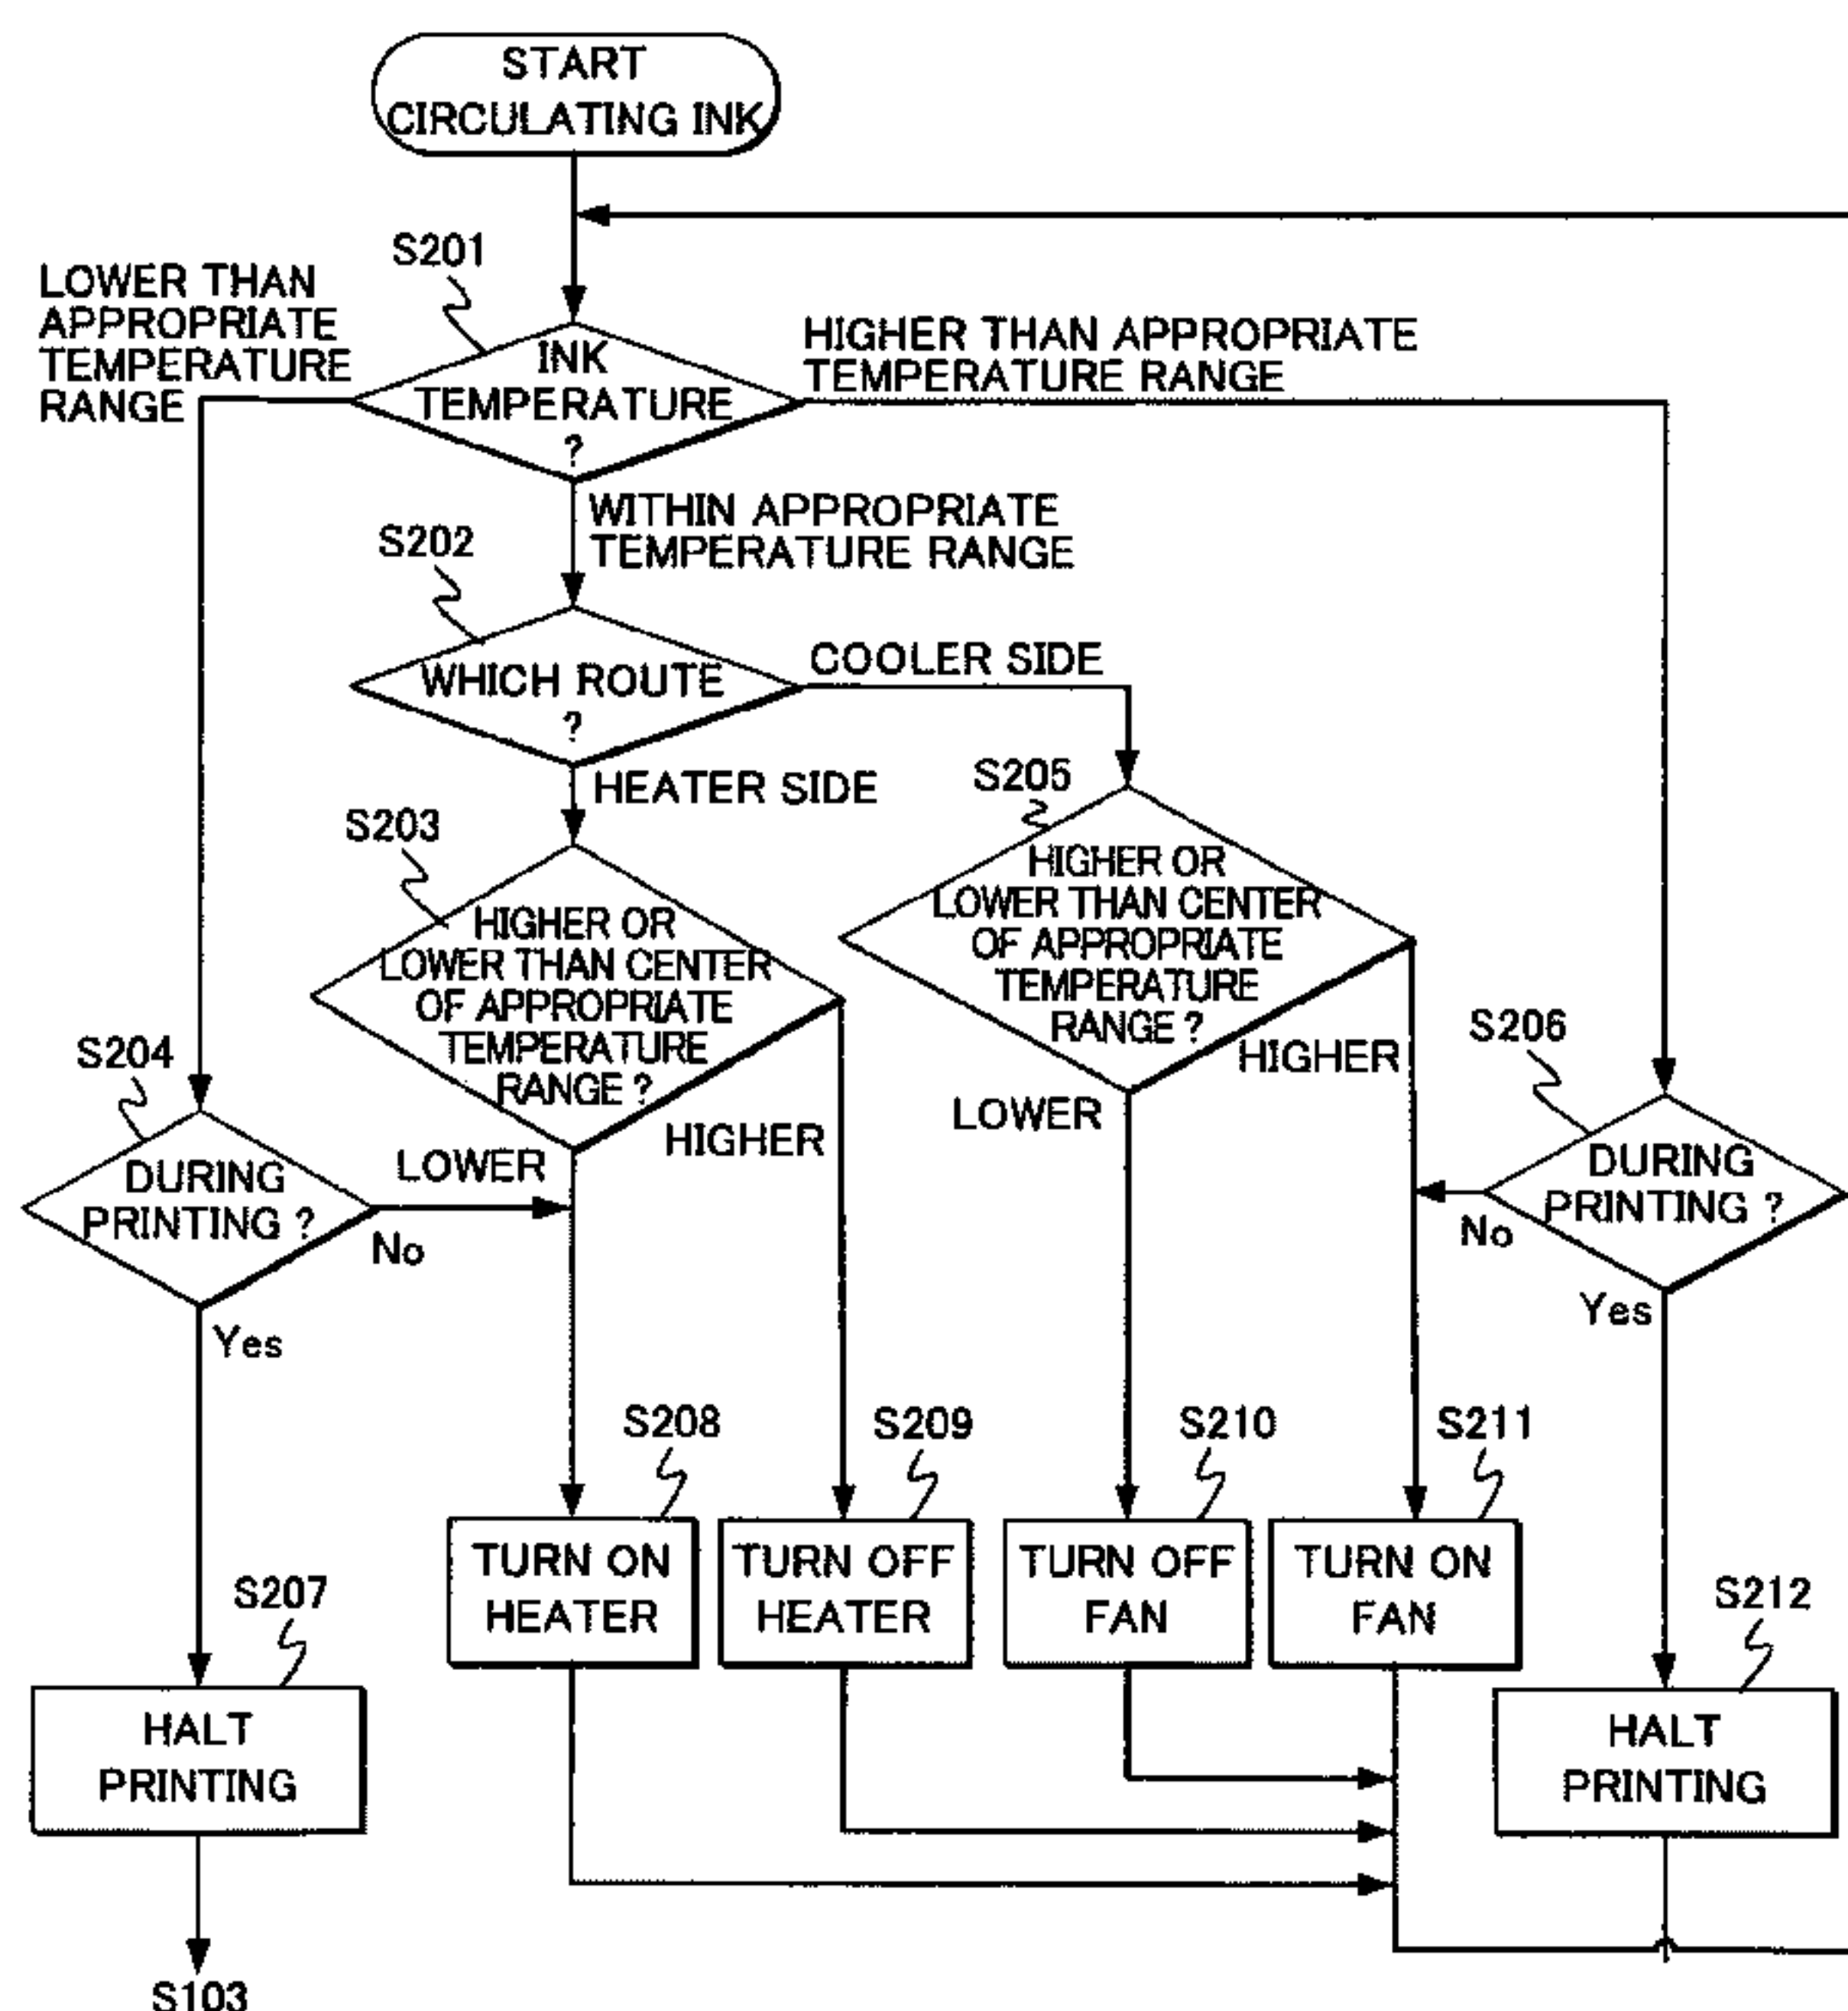 START
CIRCULATING INK
S201
LOWER THAN
APPROPRIATE
TEMPERATURE
RANGE
INK
TEMPERATURE
?
HIGHER THAN APPROPRIATE
TEMPERATURE RANGE
WITHIN APPROPRIATE
TEMPERATURE RANGE
S202
WHICH ROUTE
?
COOLER SIDE
HEATER SIDE
S203
HIGHER OR
LOWER THAN CENTER
OF APPROPRIATE
TEMPERATURE
RANGE ?
S205
HIGHER OR
LOWER THAN CENTER
OF APPROPRIATE
TEMPERATURE
RANGE ?
S204
DURING
PRINTING ?
LOWER
HIGHER
LOWER
HIGHER
S206
DURING
PRINTING ?
No
Yes
No
Yes
S208
TURN ON
HEATER
S209
TURN OFF
HEATER
S210
TURN OFF
FAN
S211
TURN ON
FAN
S207
HALT
PRINTING
S212
HALT
PRINTING
S103